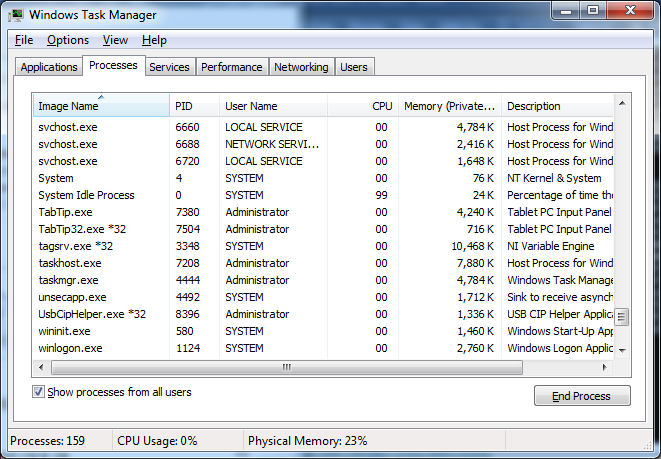 Windows Task Manager
File Options View Help
Applications Processes Services Performance Networking Users
Image Name PID User Name CPU Memory (Private... Description
svchost.exe 6660 LOCAL SERVICE 00 4,784 K Host Process for Wind
svchost.exe 6688 NETWORK SERVI... 00 2,416 K Host Process for Wind
svchost.exe 6720 LOCAL SERVICE 00 1,648 K Host Process for Wind
System 4 SYSTEM 00 76 K NT Kernel & System
System Idle Process 0 SYSTEM 99 24 K Percentage of time the
TabTip.exe 7380 Administrator 00 4,240 K Tablet PC Input Panel
TabTip32.exe *32 7504 Administrator 00 716 K Tablet PC Input Panel
tagsrv.exe *32 3348 SYSTEM 00 10,468 K NI Variable Engine
taskhost.exe 7208 Administrator 00 7,880 K Host Process for Wind
taskmgr.exe 4444 Administrator 00 4,784 K Windows Task Manage
unsecapp.exe 4492 SYSTEM 00 1,712 K Sink to receive asynch
UsbCipHelper.exe *32 8396 Administrator 00 1,336 K USB CIP Helper Applica
wininit.exe 580 SYSTEM 00 1,460 K Windows Start-Up App
winlogon.exe 1124 SYSTEM 00 2,760 K Windows Logon Applic
Show processes from all users
End Process
Processes: 159 CPU Usage: 0% Physical Memory: 23%